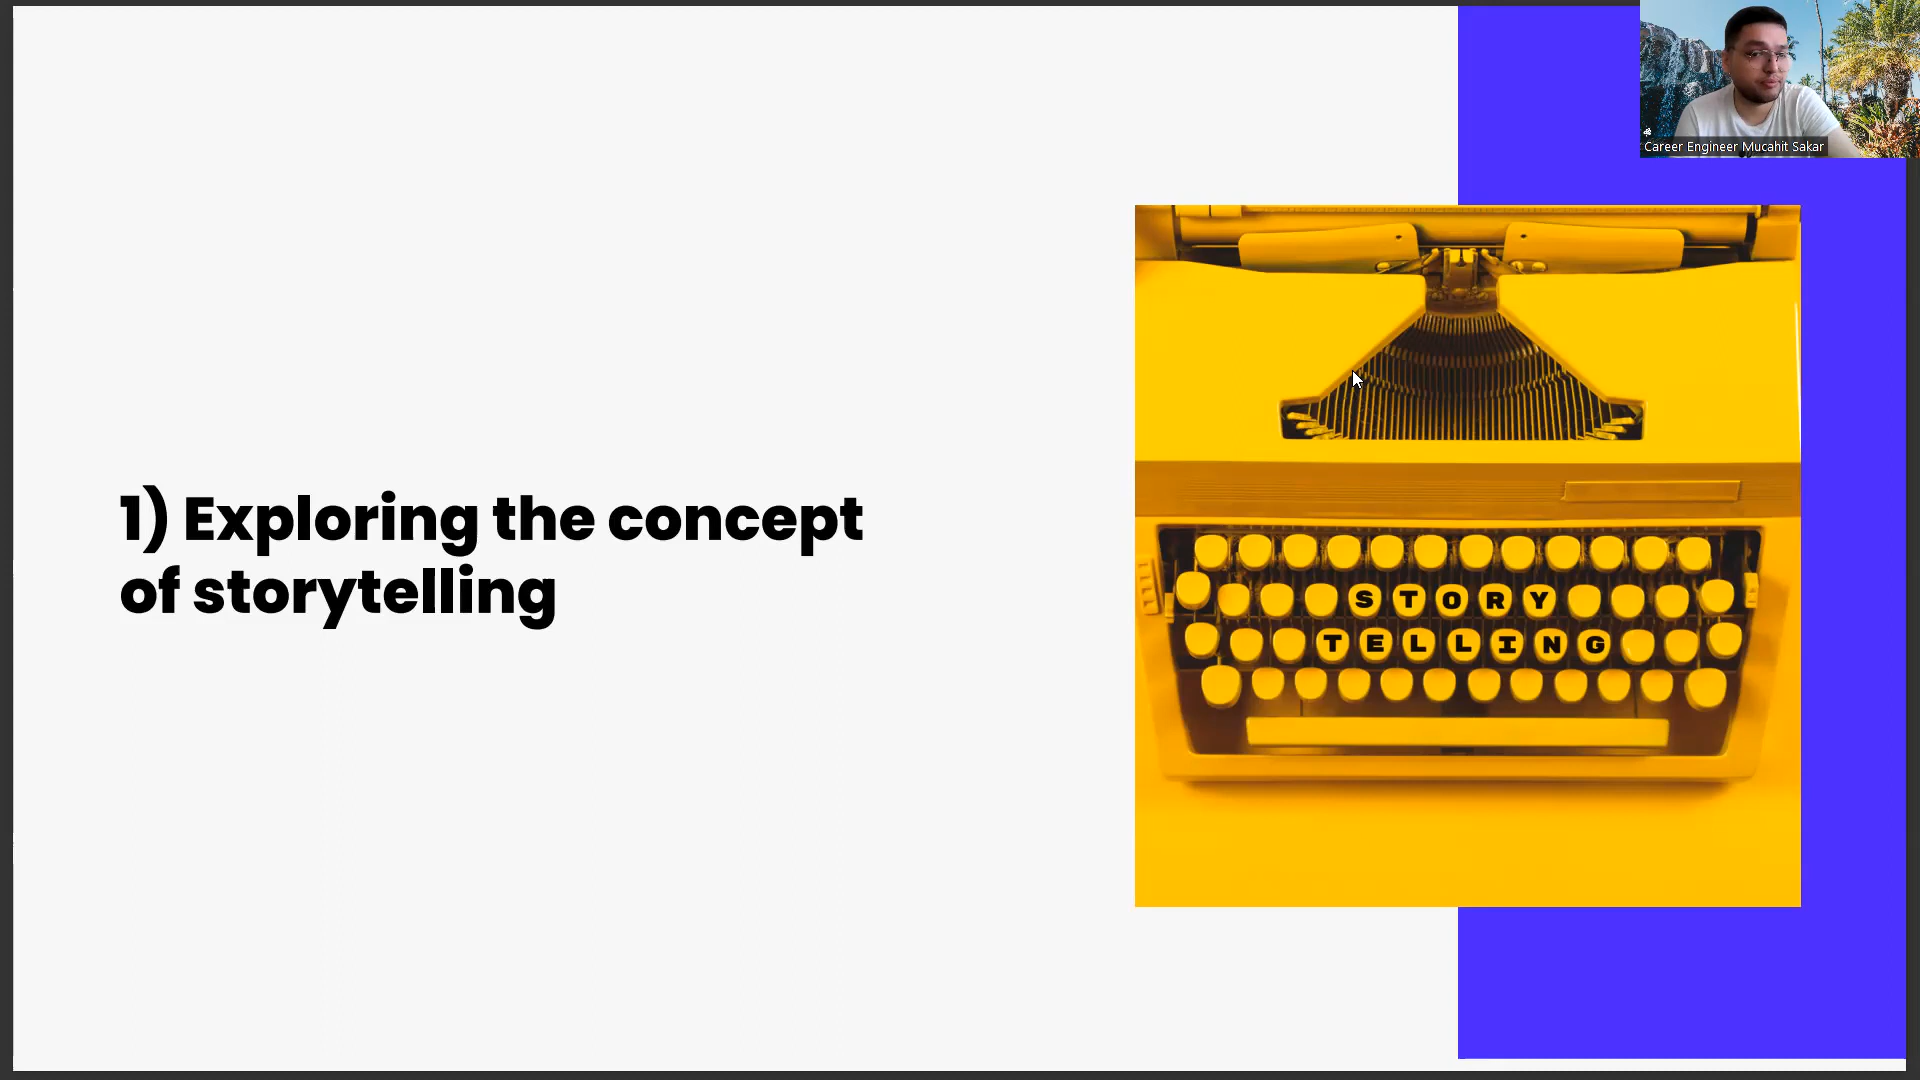 Career Engineer Mucahit Sakar
1) Exploring the concept
of storytelling
STORY
TELLING